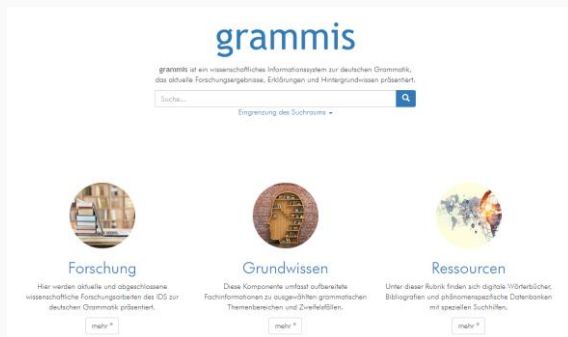 grammis
grammis ist ein wissenschaftliches Informationssystem zur deutschen Grammatik,
das aktuelle Forschungsergebnisse, Erklärungen und Hintergrundwissen präsentiert.
Suche...
Eingrenzung des Suchraums
Forschung
Hier werden aktuelle und abgeschlossene
wissenschaftliche Forschungsarbeiten des IDS zur
deutschen Grammatik präsentiert.
mehr "
Grundwissen
Diese Komponente umfasst aufbereitete
Fachinformationen zu ausgewählten grammatischen
Themenbereichen und Zweifelsfällen.
mehr "
Ressourcen
Unter dieser Rubrik finden sich digitale Wörterbücher,
Bibliografien und phänomenspezifische Datenbanken
mit speziellen Suchhilfen.
mehr "